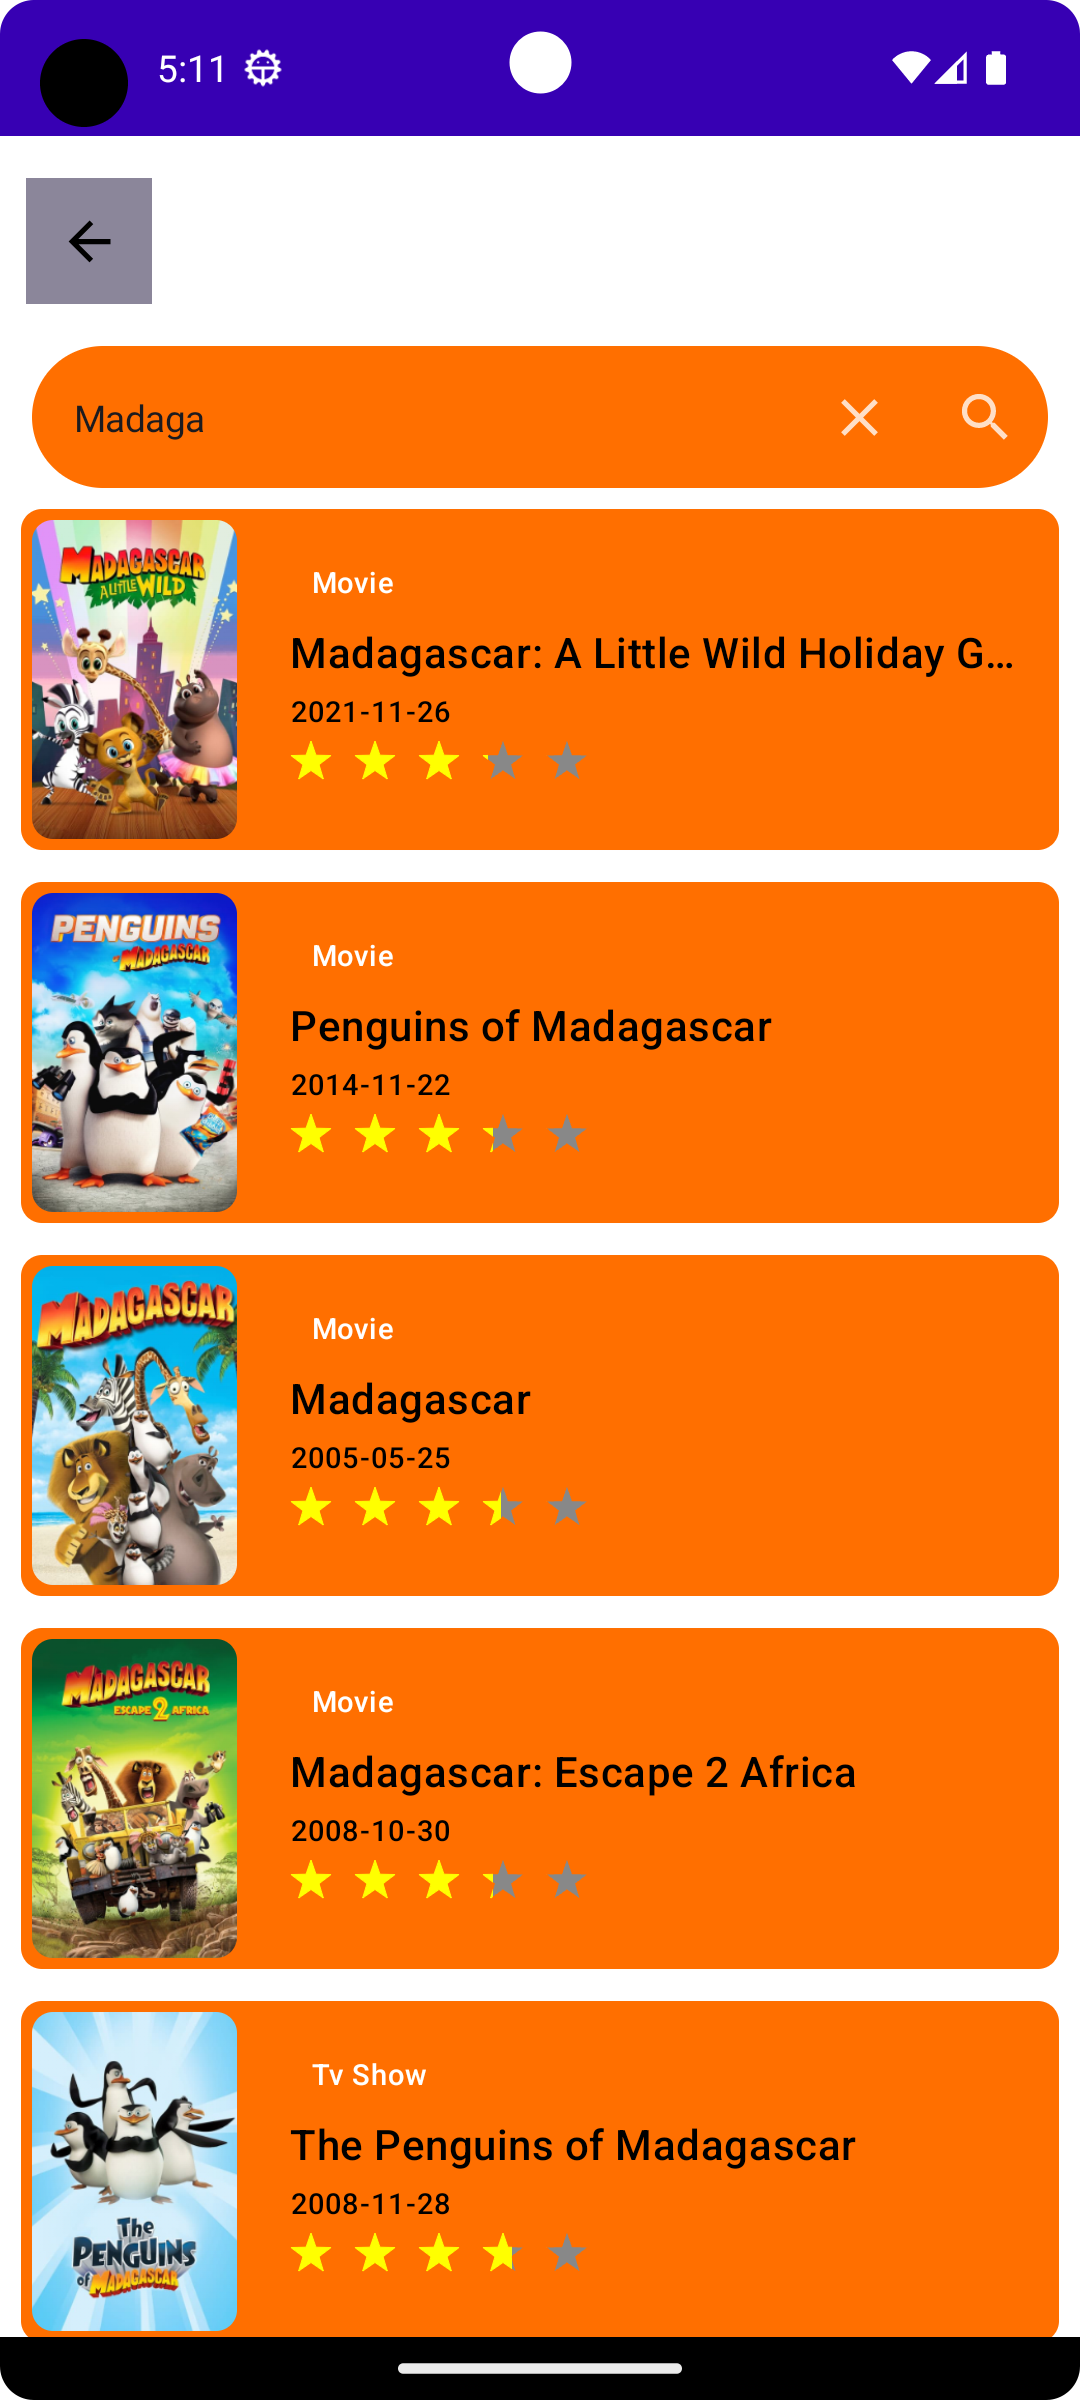 5:11
Madaga
MADAGASCAR
A LITTLE WILD
Movie
Madagascar: A Little Wild Holiday G...
2021-11-26
PENGUINS
of MADAGASCAR
Movie
Penguins of Madagascar
2014-11-22
MADAGASCAR
Movie
Madagascar
2005-05-25
MADAGASCAR
ESCAPE 2 AFRICA
Movie
Madagascar: Escape 2 Africa
2008-10-30
The
PENGUINS
of MADAGASCAR
Tv Show
The Penguins of Madagascar
2008-11-28